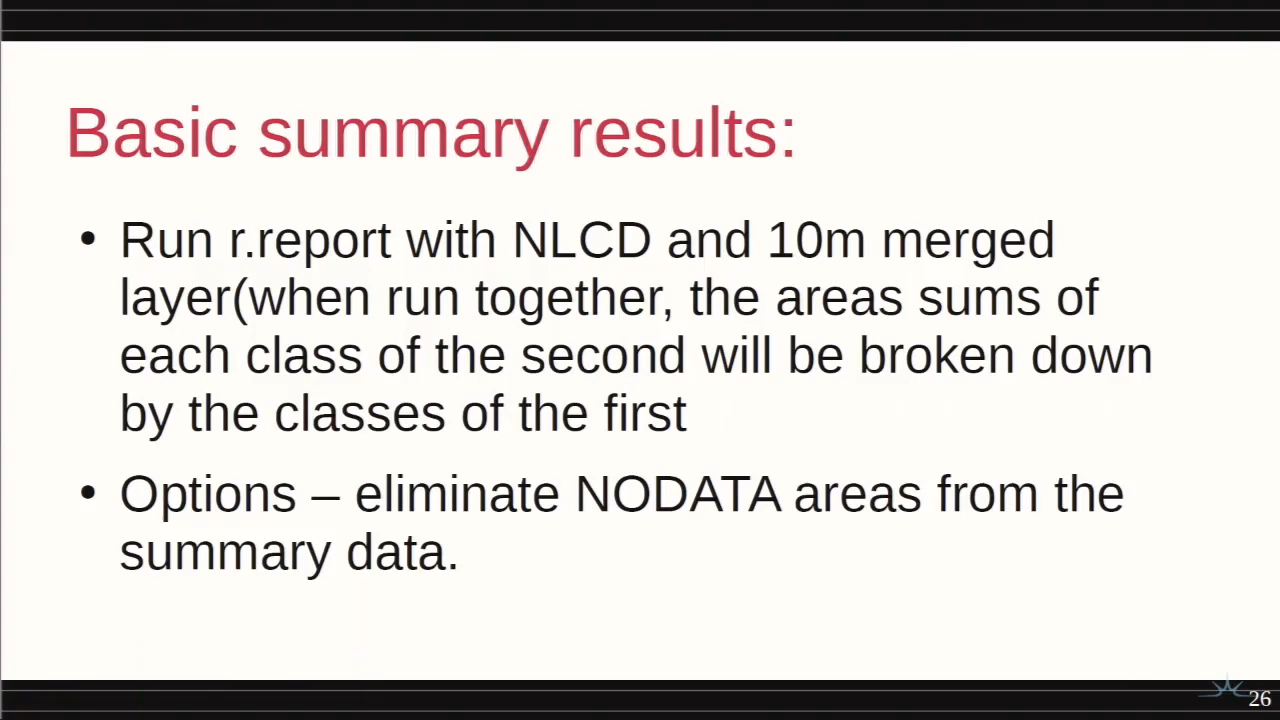 Basic summary results:
• Run r.report with NLCD and 10m merged
layer(when run together, the areas sums of
each class of the second will be broken down
by the classes of the first
• Options – eliminate NODATA areas from the
summary data.
26